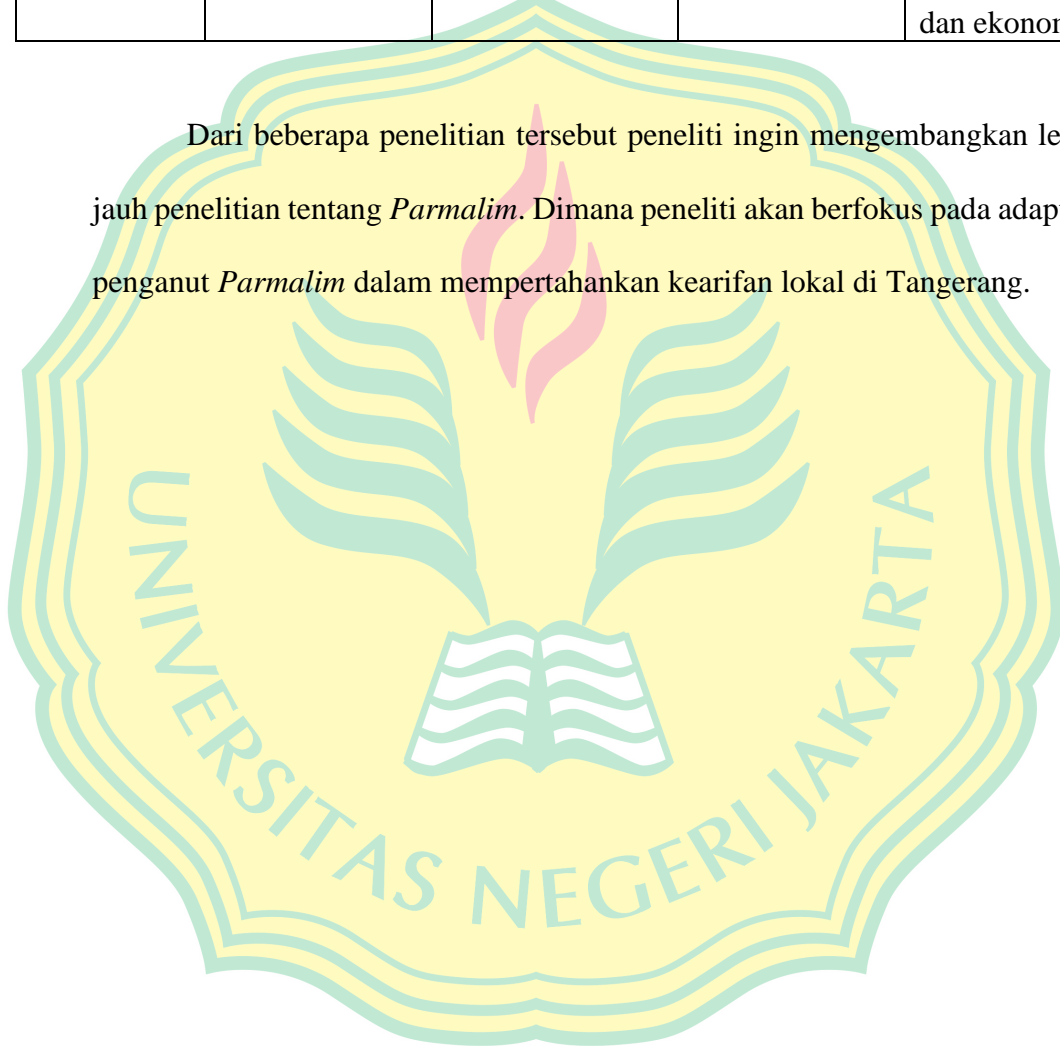 dan ekonom
Dari beberapa penelitian tersebut peneliti ingin mengembangkan le
jauh penelitian tentang Parmalim. Dimana peneliti akan berfokus pada adap
penganut Parmalim dalam mempertahankan kearifan lokal di Tangerang.
UNIVERSITAS NEGERI JAKARTA